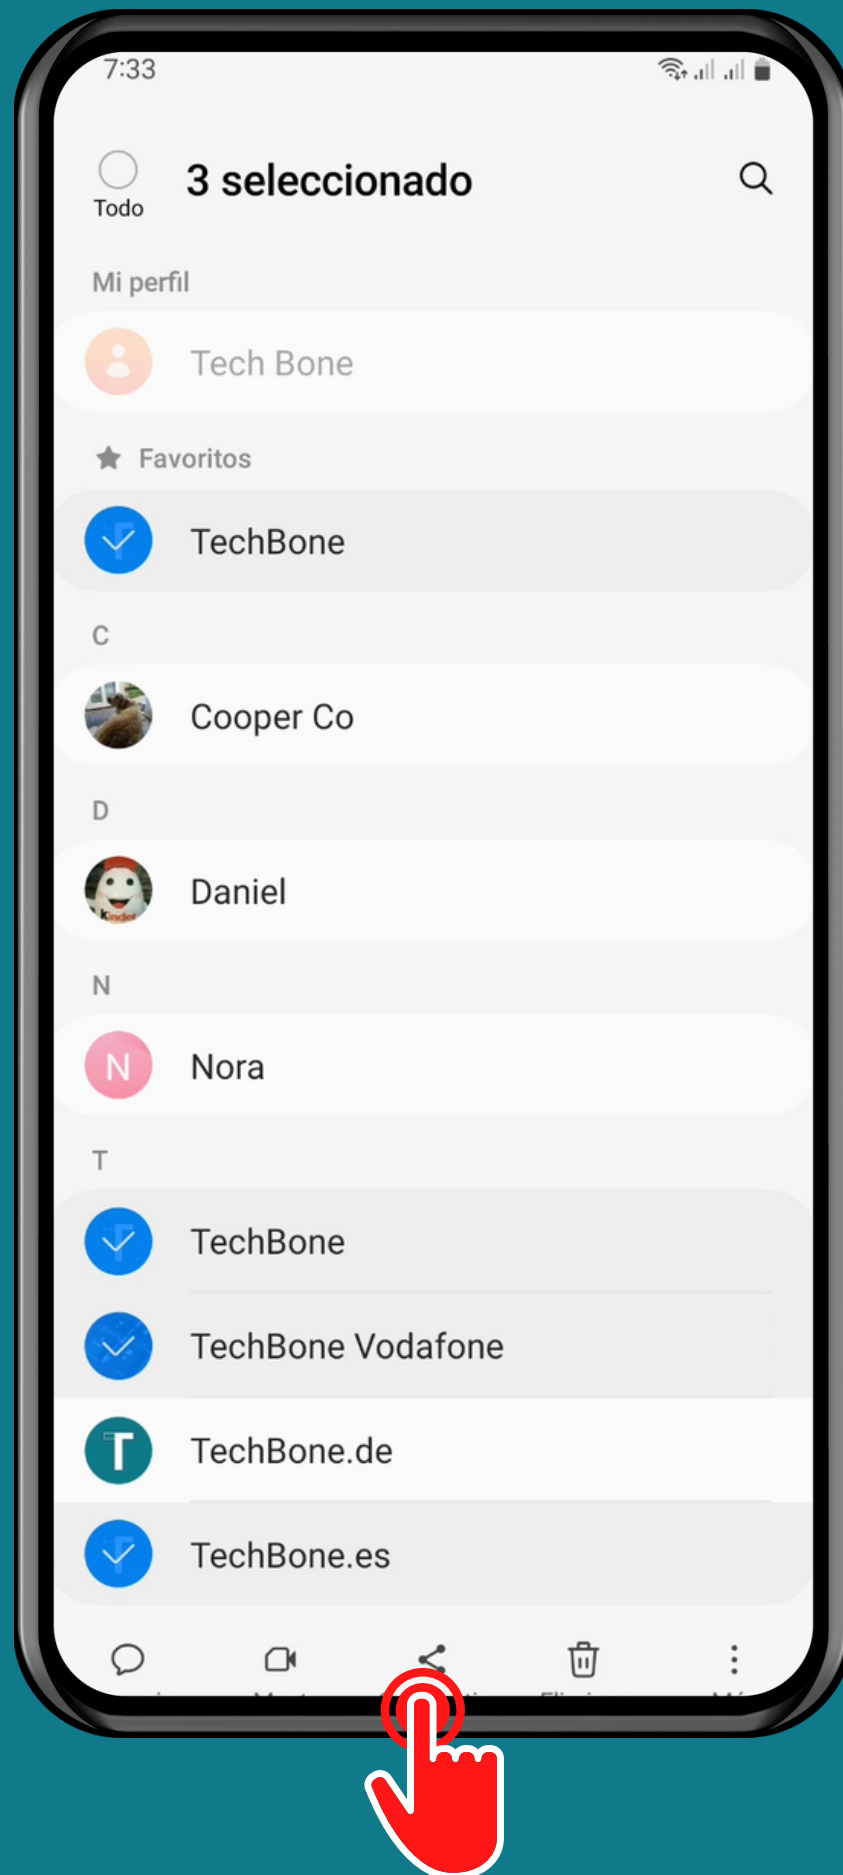 7:33
Todo
3 seleccionado
Mi perfil
Tech Bone
Favoritos
TechBone
C
Cooper Co
D
Daniel
Kinder
N
N Nora
T
TechBone
TechBone Vodafone
T TechBone.de
TechBone.es